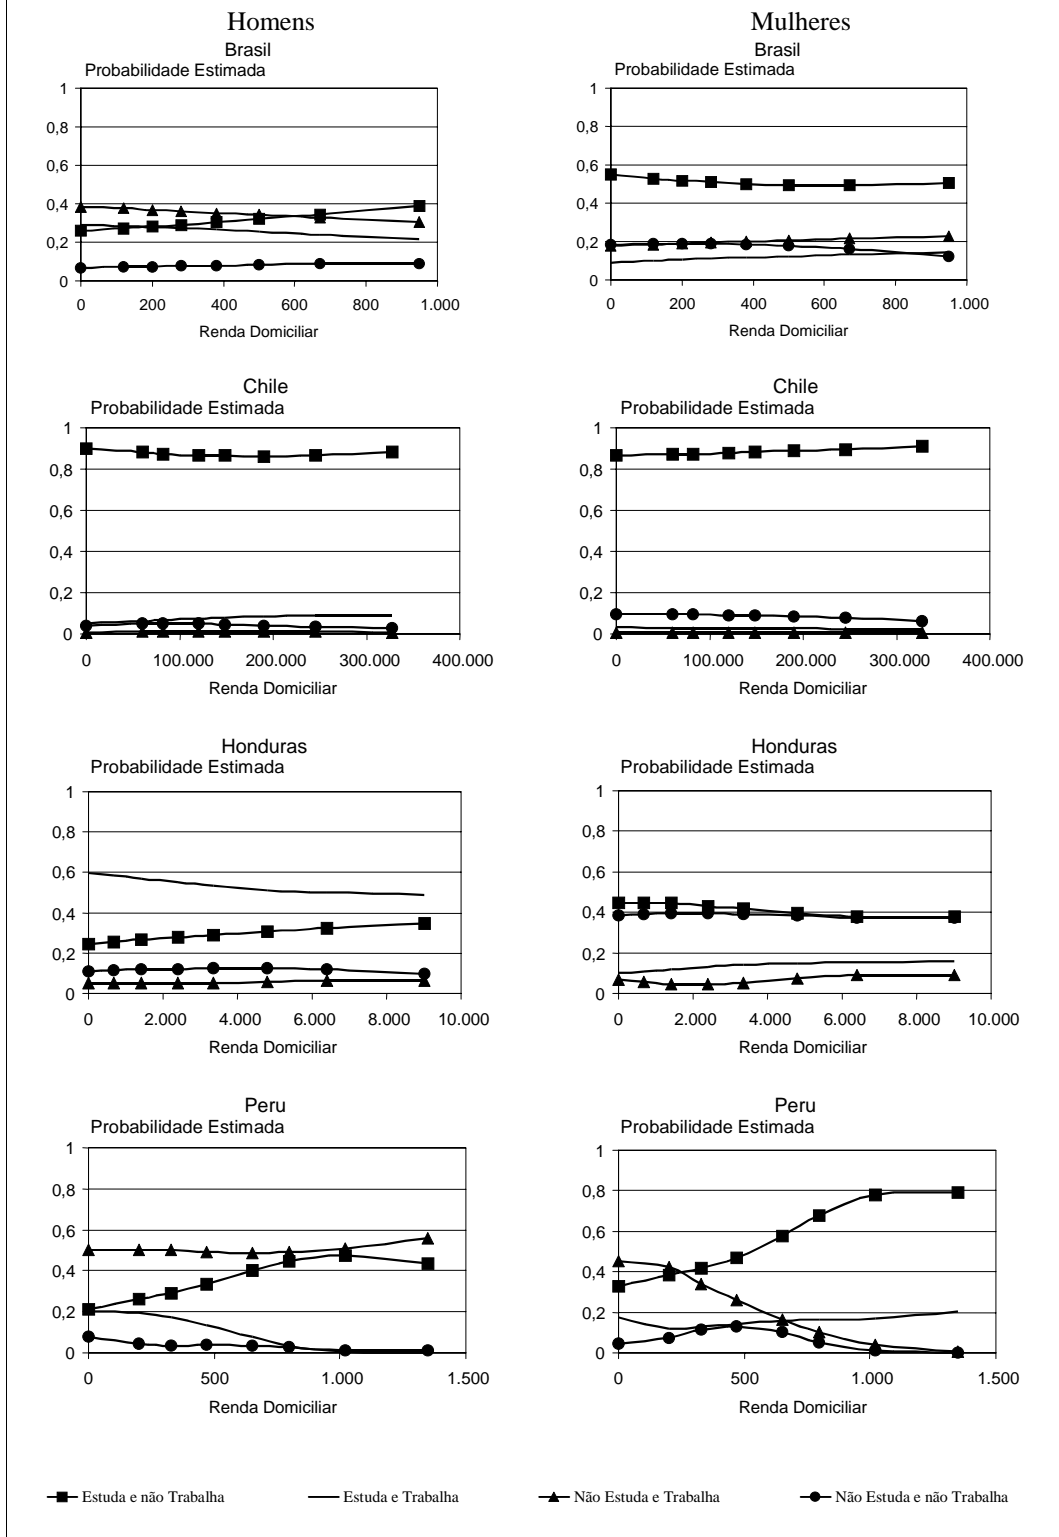 Homens Mulheres
Brasil Brasil
Probabilidade Estimada Probabilidade Estimada
1 1
0,8 0,8
0,6 0,6
0,4 0,4
0,2 0,2
0 0
0 200 400 600 800 1.000 0 200 400 600 800 1.000
Renda Domiciliar Renda Domiciliar
Chile Chile
Probabilidade Estimada Probabilidade Estimada
1 1
0,8 0,8
0,6 0,6
0,4 0,4
0,2 0,2
0 0
0 100.000 200.000 300.000 400.000 0 100.000 200.000 300.000 400.000
Renda Domiciliar Renda Domiciliar
Honduras Honduras
Probabilidade Estimada Probabilidade Estimada
1 1
0,8 0,8
0,6 0,6
0,4 0,4
0,2 0,2
0 0
0 2.000 4.000 6.000 8.000 10.000 0 2.000 4.000 6.000 8.000 10.000
Renda Domiciliar Renda Domiciliar
Peru Peru
Probabilidade Estimada Probabilidade Estimada
1 1
0,8 0,8
0,6 0,6
0,4 0,4
0,2 0,2
0 0
0 500 1.000 1.500 0 500 1.000 1.500
Renda Domiciliar Renda Domiciliar
Estuda e não Trabalha Estuda e Trabalha Não Estuda e Trabalha Não Estuda e não Trabalha